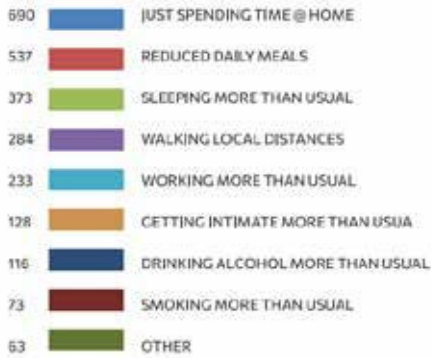 690 JUST SPENDING TIME @ HOME
537 REDUCED DAILY MEALS
373 SLEEPING MORE THAN USUAL
284 WALKING LOCAL DISTANCES
233 WORKING MORE THAN USUAL
128 GETTING INTIMATE MORE THAN USUA
116 DRINKING ALCOHOL MORE THAN USUAL
73 SMOKING MORE THAN USUAL
63 OTHER